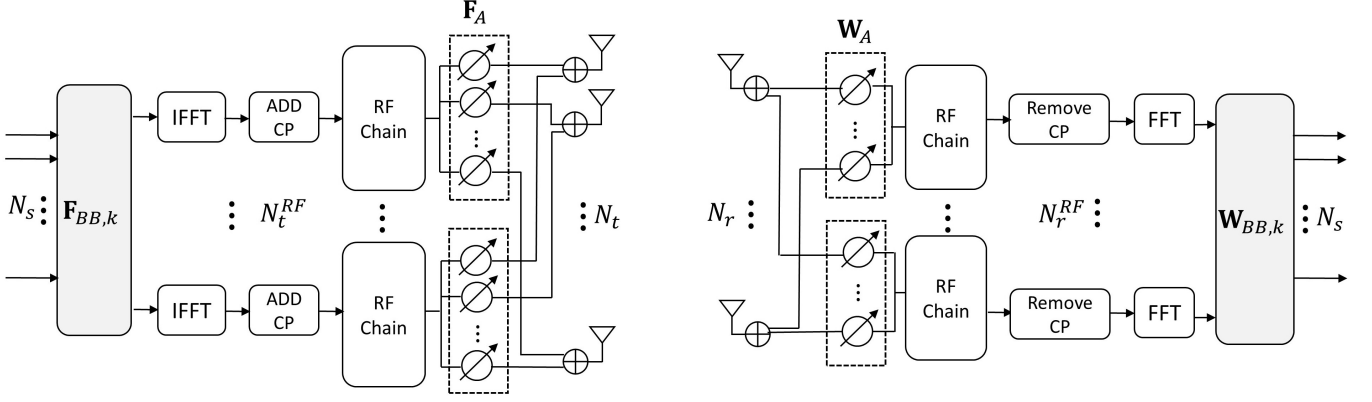 𝐅_A
IFFT
ADD
CP
RF
Chain
N_s
𝐅_{BB,k}
N_t^{RF}
N_t
IFFT
ADD
CP
RF
Chain
𝐖_A
RF
Chain
Remove
CP
FFT
N_r
N_r^{RF}
𝐖_{BB,k}
N_s
RF
Chain
Remove
CP
FFT